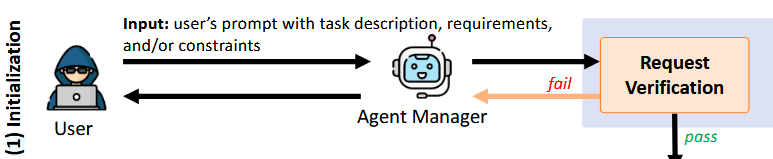 (1) Initialization
Input: user's prompt with task description, requirements,
and/or constraints
User
Agent Manager
fail
Request
Verification
pass